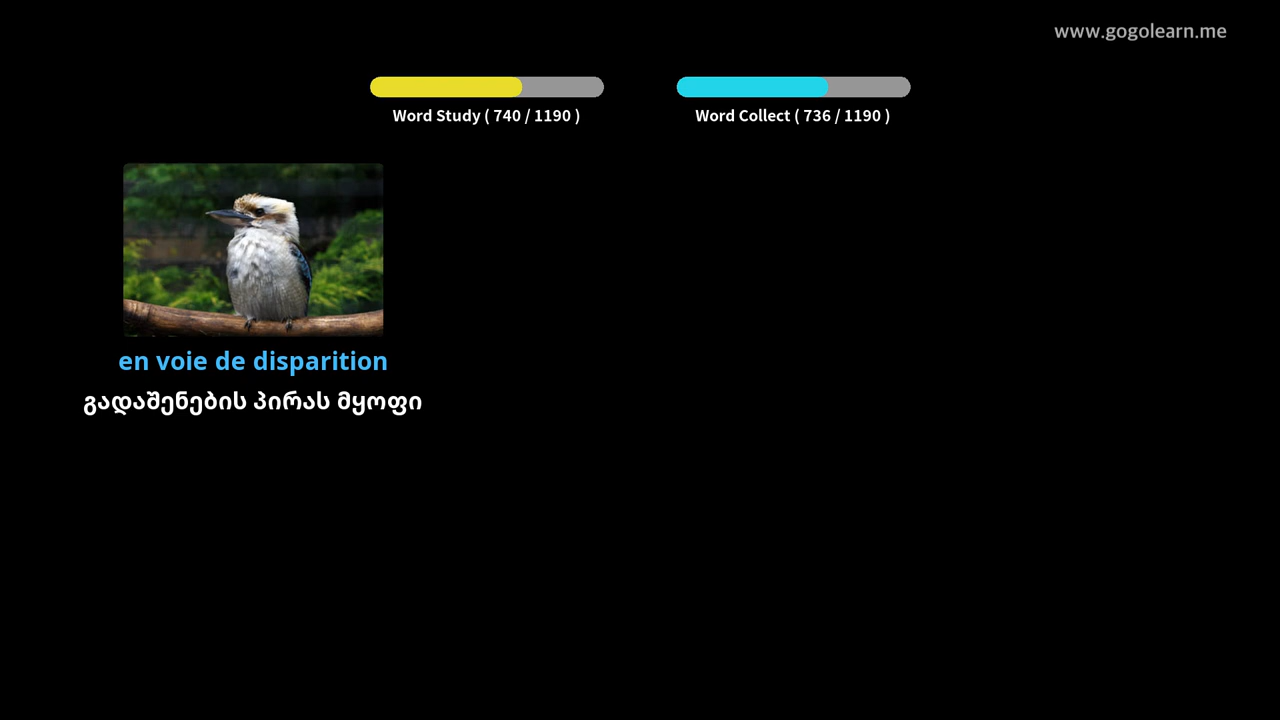 www.gogolearn.me
Word Study ( 740 / 1190 )
Word Collect ( 736 / 1190 )
en voie de disparition
გადაშენების პირას მყოფი